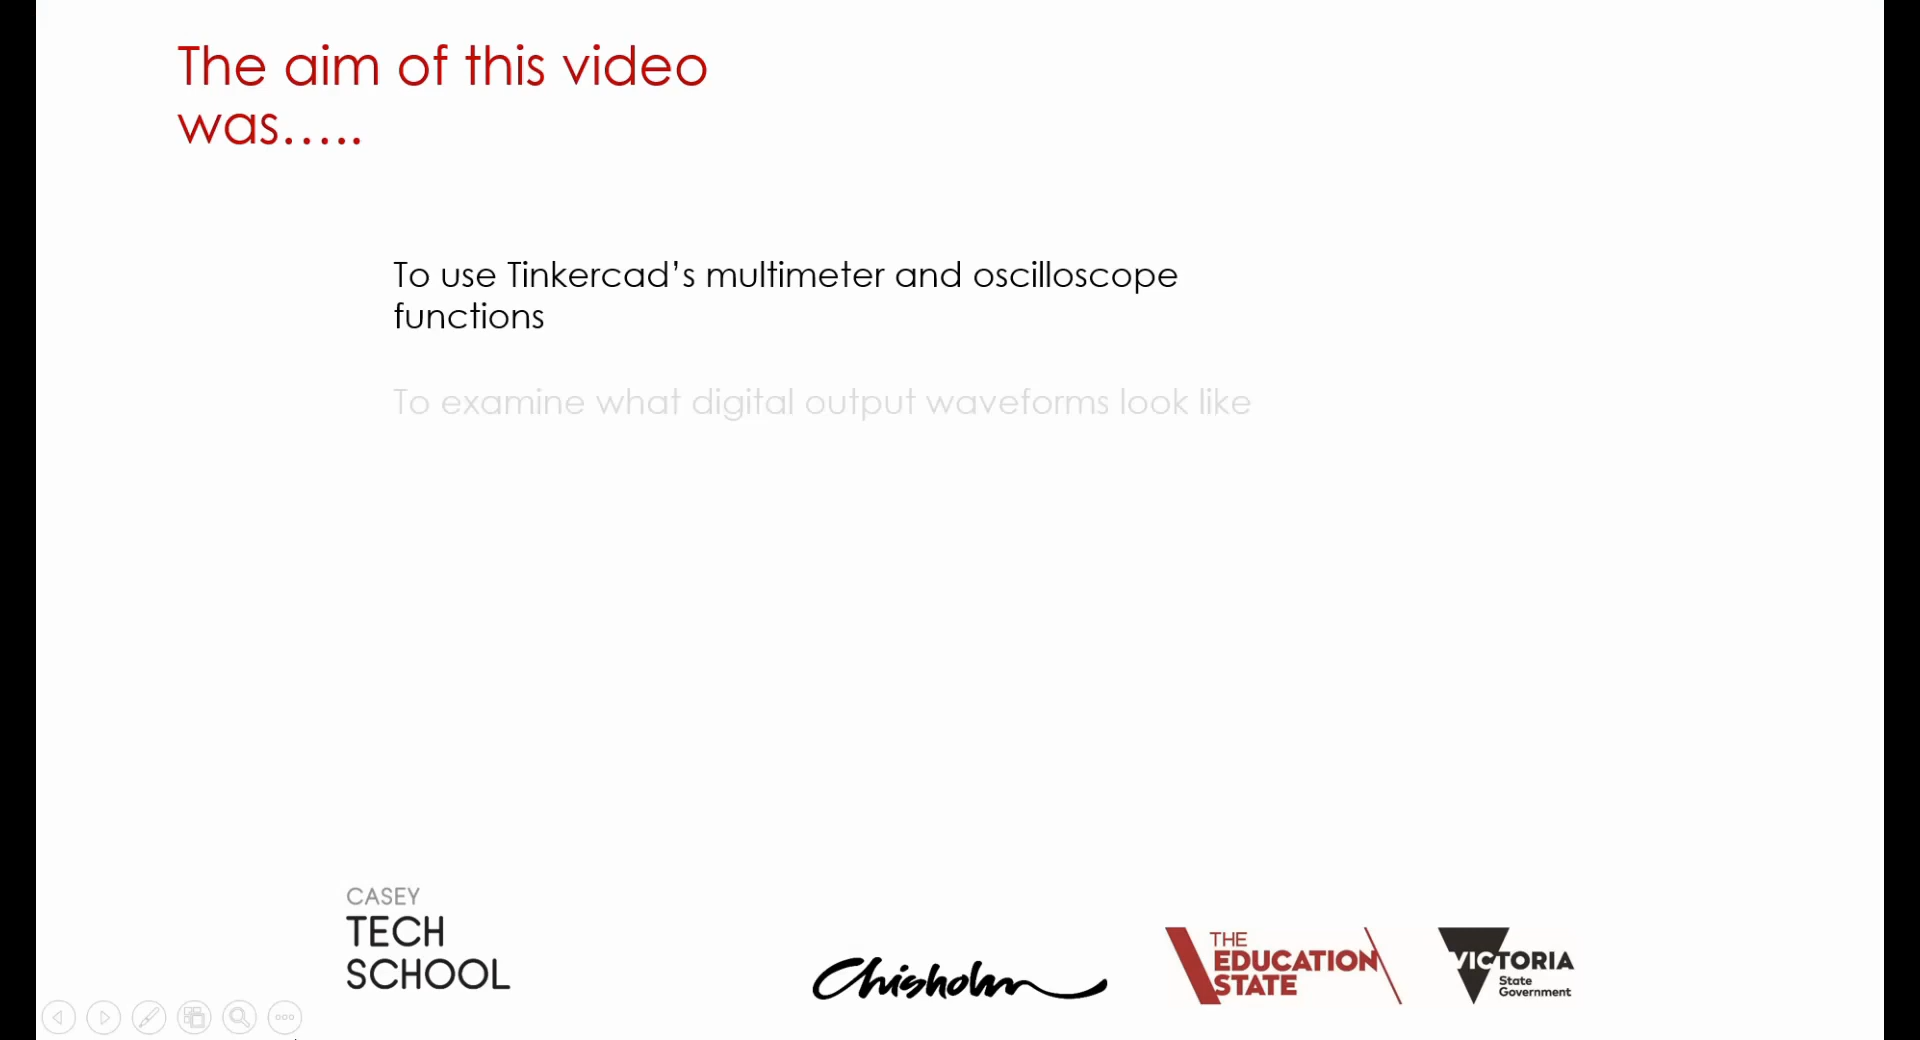 The aim of this video
was.....
To use Tinkercad’s multimeter and oscilloscope
functions
To examine what digital output waveforms look like
CASEY
TECH
SCHOOL
Chisholm
THE
EDUCATION
STATE
VICTORIA
State
Government